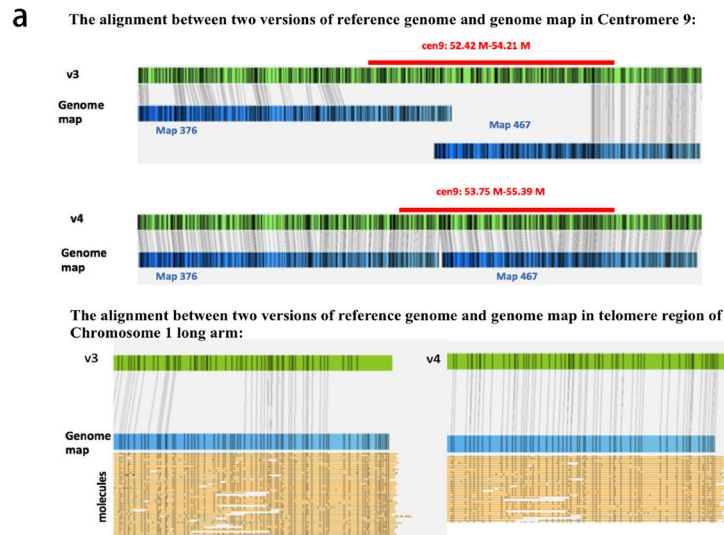 a
The alignment between two versions of reference genome and genome map in Centromere 9:
cen9: 52.42 M-54.21 M
v3
Genome
map
Map 376
Map 467
cen9: 53.75 M-55.39 M
v4
Genome
map
Map 376
Map 467
The alignment between two versions of reference genome and genome map in telomere region of
Chromosome 1 long arm:
v3
v4
Genome
map
molecules